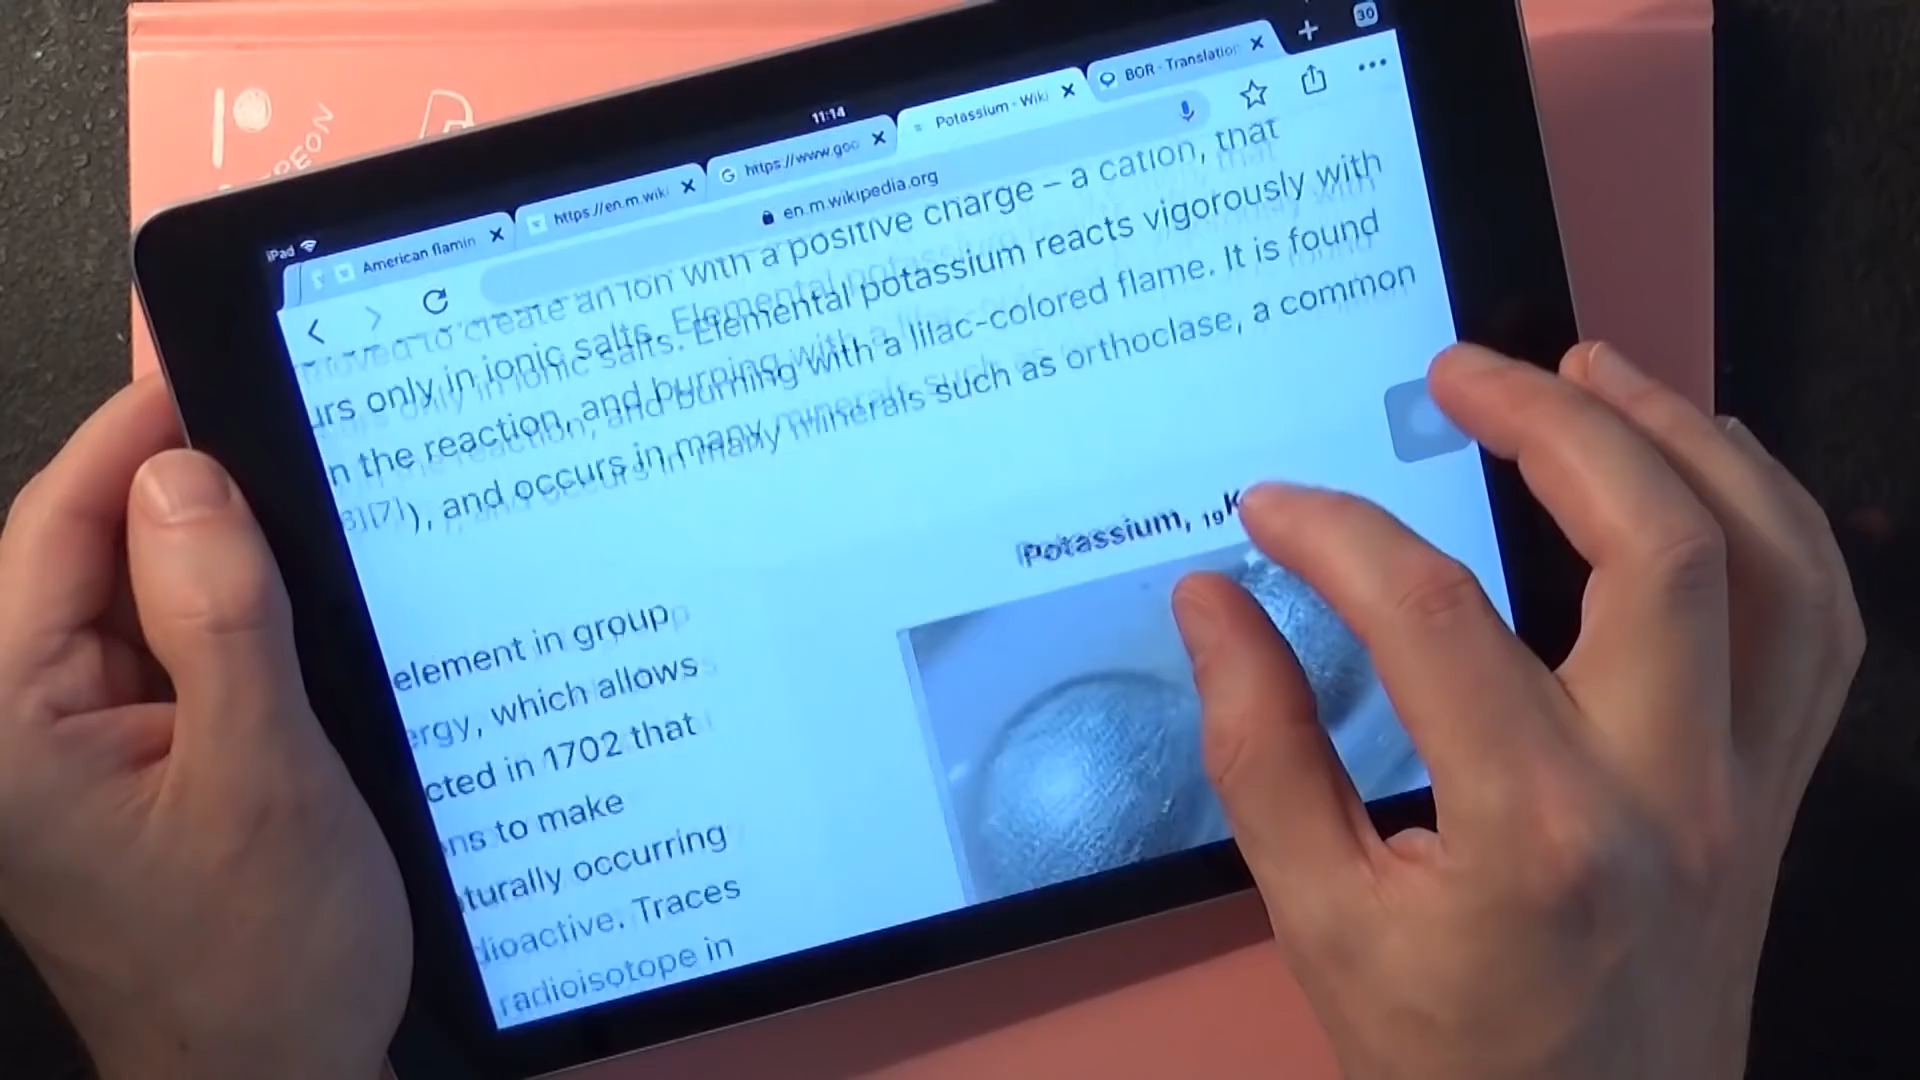 30
11:14
iPad
American flamin
https://en.m.wiki
https://www.goo
Potassium - Wiki
BOR - Translation
en.m.wikipedia.org
moved to create an ion with a positive charge – a cation, that
urs only in ionic salts. Elemental potassium reacts vigorously with
n the reaction, and burning with a lilac-colored flame. It is found
[7]), and occurs in many minerals such as orthoclase, a common
Potassium, 19K
element in group
ergy, which allows
cted in 1702 that
ns to make
turally occurring
dioactive. Traces
radioisotope in